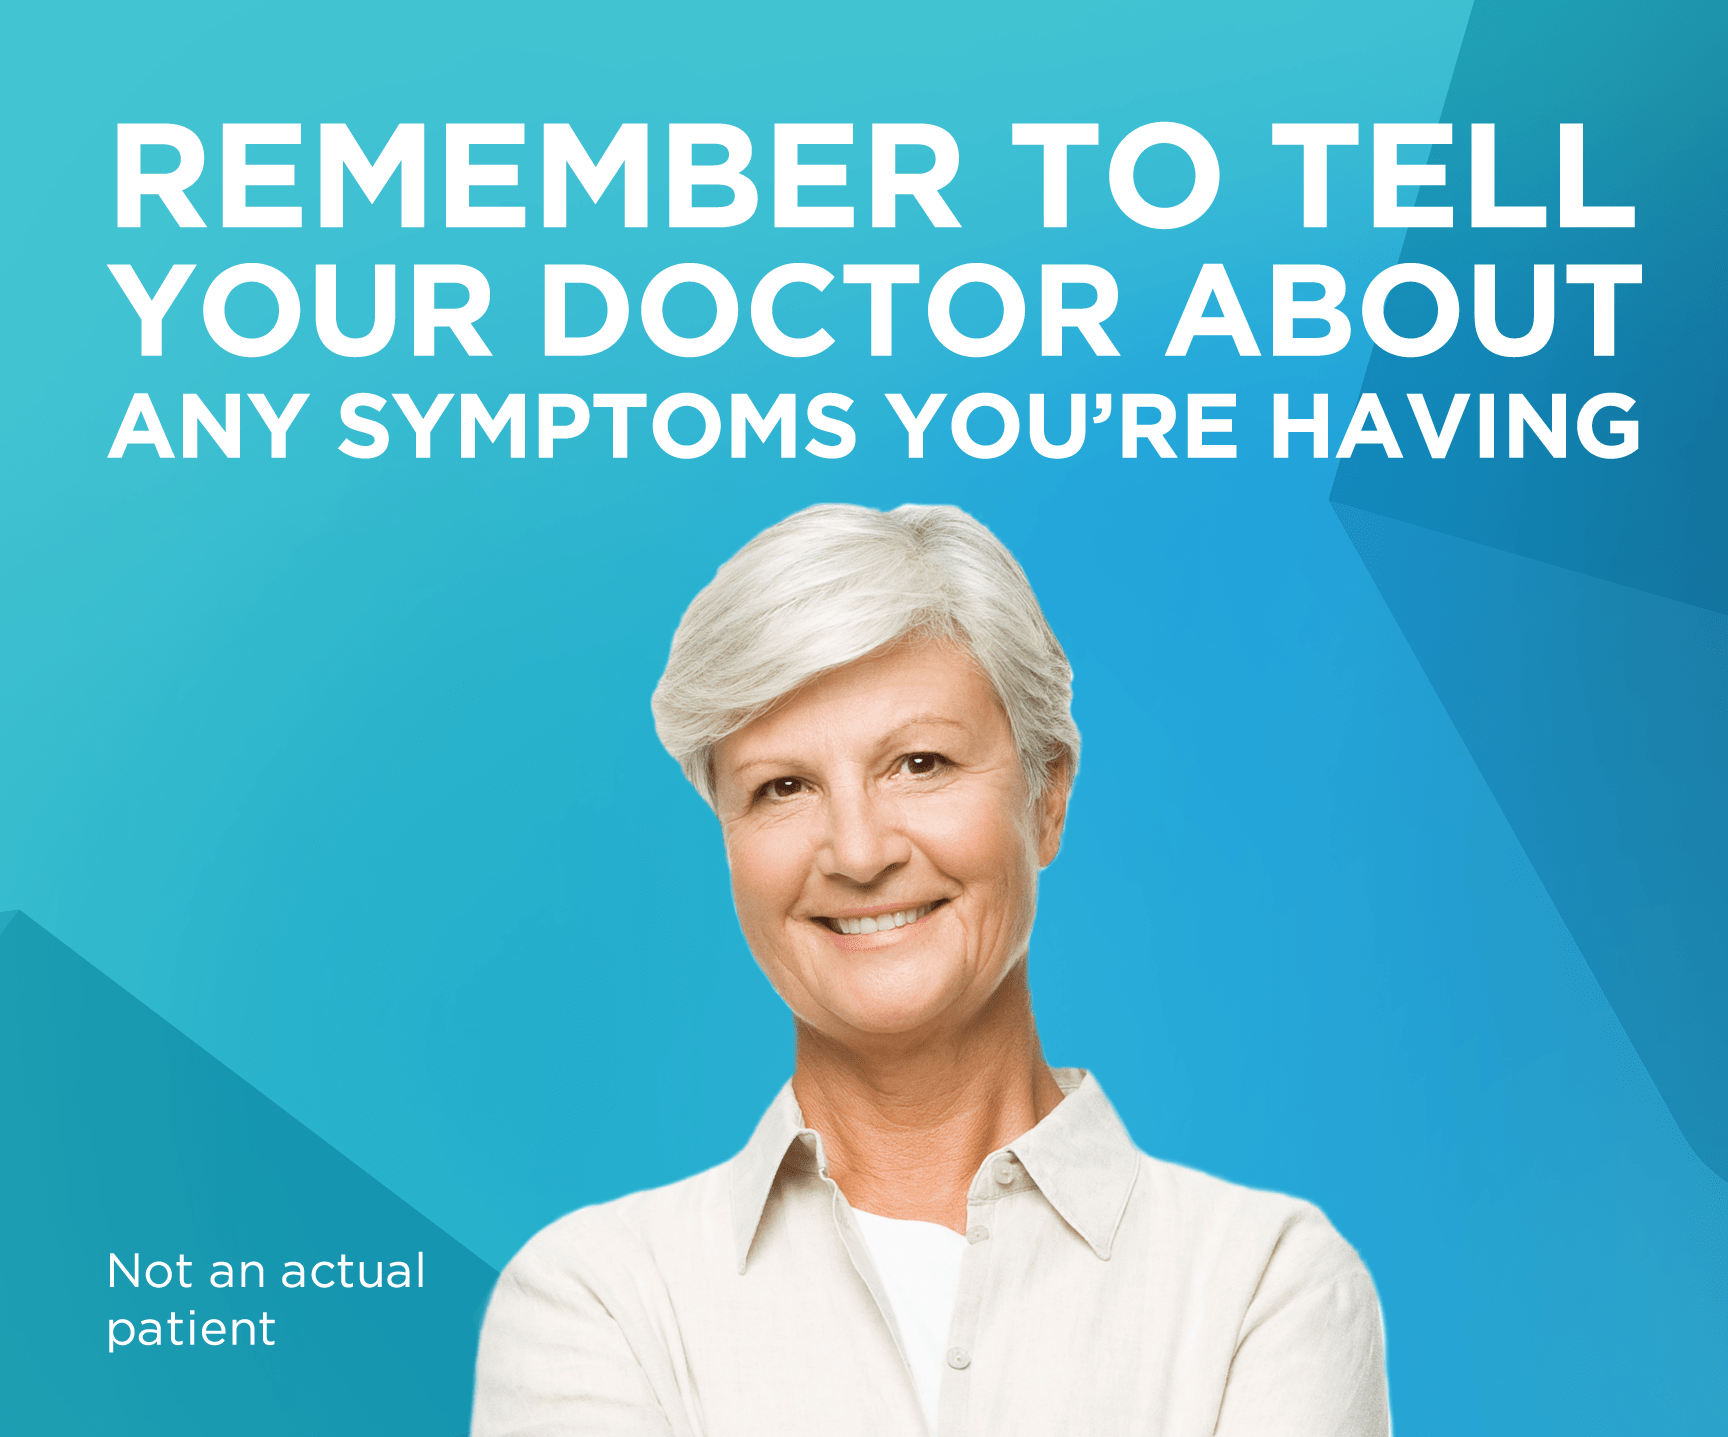 REMEMBER TO TELL
YOUR DOCTOR ABOUT
ANY SYMPTOMS YOU’RE HAVING
Not an actual
patient